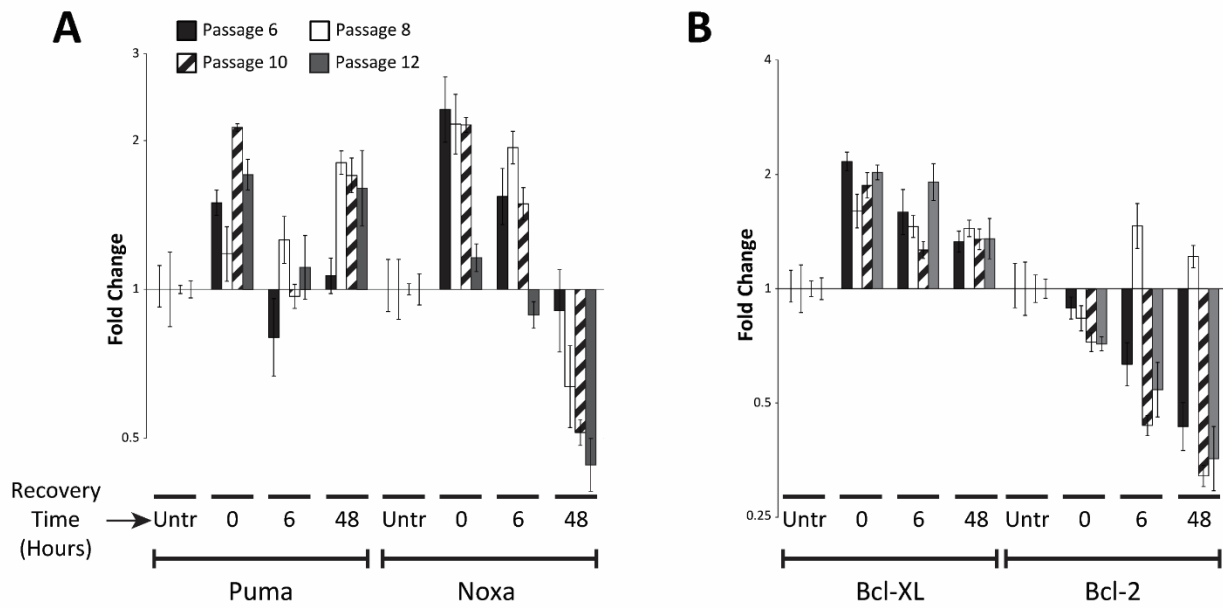 A
Passage 6
Passage 8
Passage 10
Passage 12
3
2
1
0.5
Fold Change
Recovery
Time
(Hours)
Untr 0 6 48 Untr 0 6 48
Puma Noxa
B
4
2
1
0.5
0.25
Fold Change
Untr 0 6 48 Untr 0 6 48
Bcl-XL Bcl-2